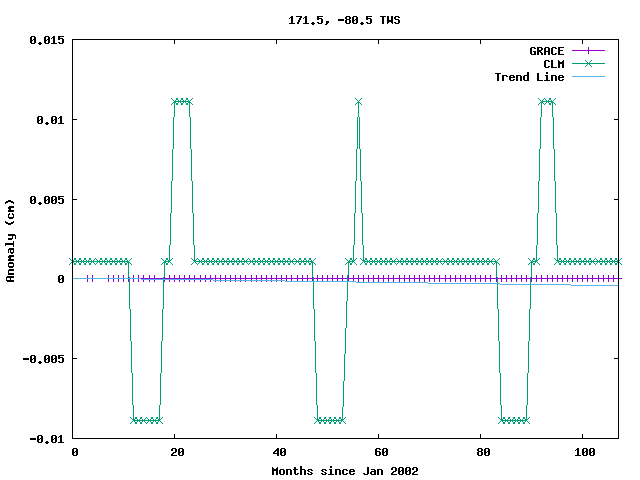 171.5, -80.5 TWS
0.015
0.01
0.005
0
-0.005
-0.01
Anomaly (cm)
GRACE
CLM
Trend Line
0 20 40 60 80 100
Months since Jan 2002